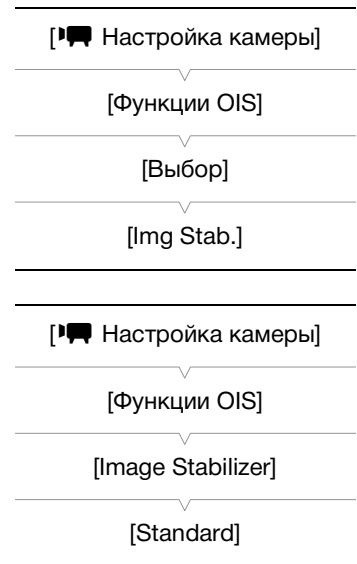 [ Настройка камеры]
[Функции OIS]
[Выбор]
[Img Stab.]
[ Настройка камеры]
[Функции OIS]
[Image Stabilizer]
[Standard]